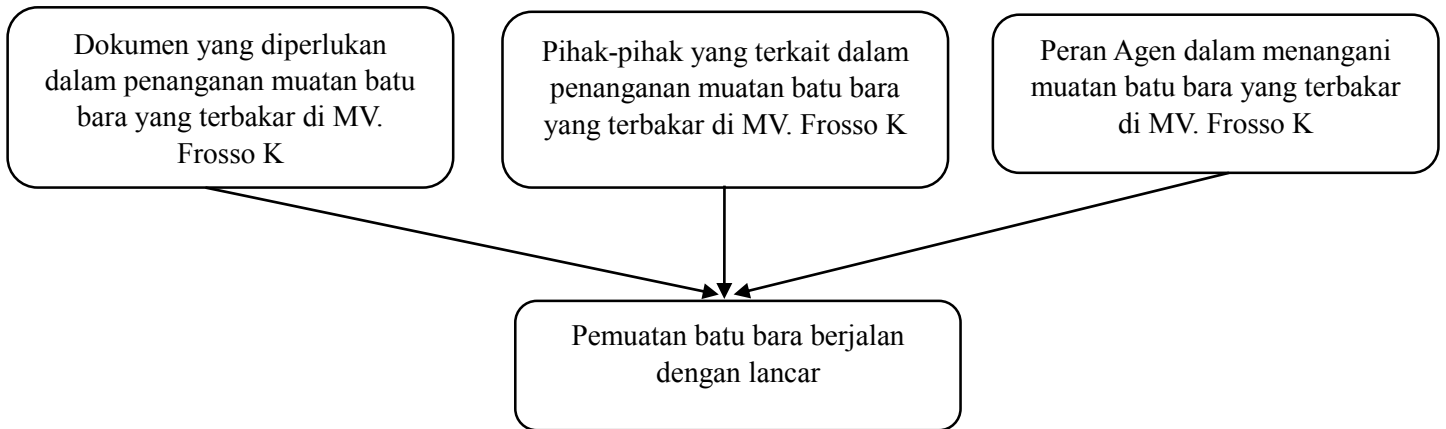 Dokumen yang diperlukan
dalam penanganan muatan batu
bara yang terbakar di MV.
Frosso K
Pihak-pihak yang terkait dalam
penanganan muatan batu bara
yang terbakar di MV. Frosso K
Peran Agen dalam menangani
muatan batu bara yang terbakar
di MV. Frosso K
Pemuatan batu bara berjalan
dengan lancar